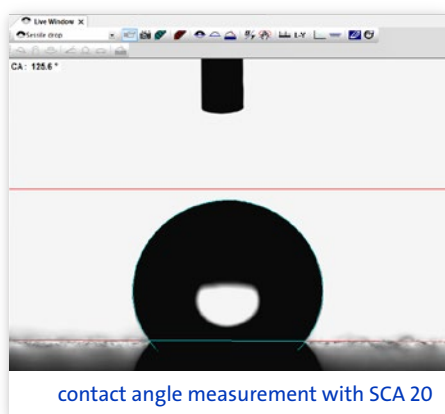 Live Window x
Sessile drop
L-Y
CA: 125.6 °
contact angle measurement with SCA 20